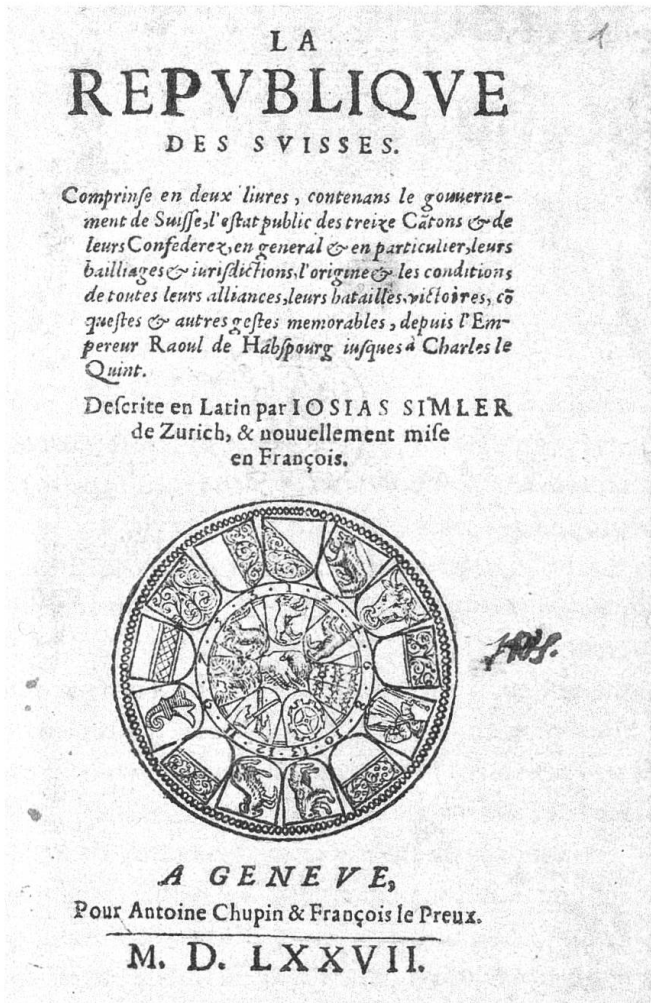 1
LA
REPVBLIQVE
DES SVISSES.
Comprinſe en deux liures, contenans le gouuerne-
ment de Suiſſe, l'eſtat public des treize Cãtons & de
leurs Confederez, en general & en particulier, leurs
bailliages & iuriſdictions, l'origine & les conditions
de toutes leurs alliances, leurs batailles, victoires, cõ
queſtes & autres geſtes memorables, depuis l'Em-
pereur Raoul de Habſpourg iuſques à Charles le
Quint.
Deſcrite en Latin par IOSIAS SIMLER
de Zurich, & nouuellement miſe
en François.
A GENEVE,
Pour Antoine Chupin & François le Preux.
M. D. LXXVII.